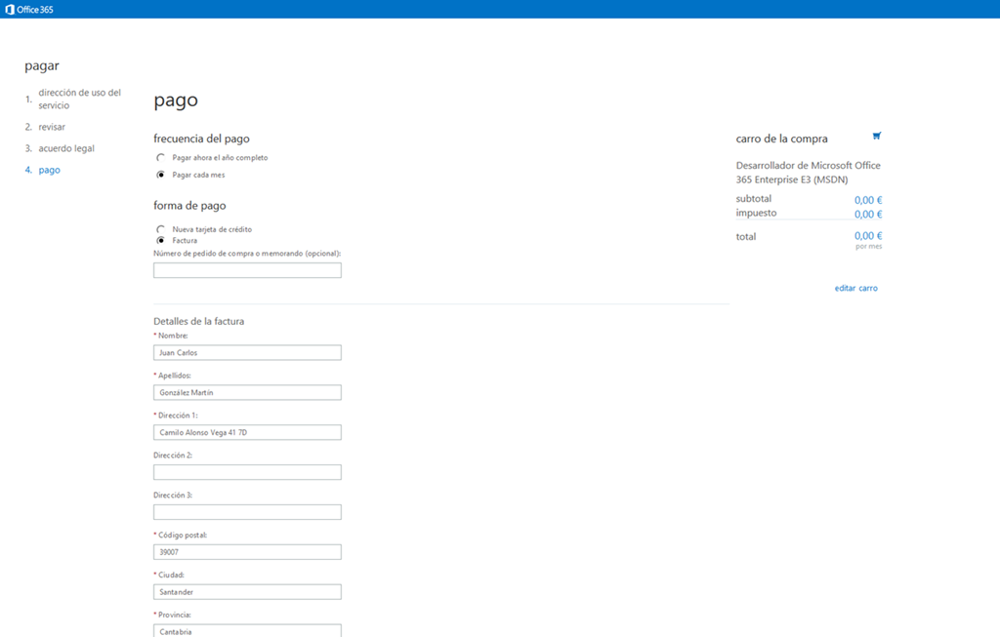 Office 365
pagar
1. dirección de uso del
servicio
2. revisar
3. acuerdo legal
4. pago
pago
frecuencia del pago
Pagar ahora el año completo
Pagar cada mes
forma de pago
Nueva tarjeta de crédito
Factura
Número de pedido de compra o memorando (opcional):
Detalles de la factura
* Nombre:
Juan Carlos
* Apellidos:
González Martín
* Dirección 1:
Camilo Alonso Vega 41 7D
Dirección 2:
Dirección 3:
* Código postal:
39007
* Ciudad:
Santander
* Provincia:
Cantabria
carro de la compra
Desarrollador de Microsoft Office
365 Enterprise E3 (MSDN)
subtotal 0,00 €
impuesto 0,00 €
total 0,00 €
por mes
editar carro